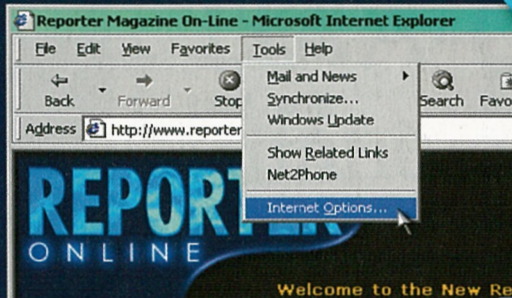 Reporter Magazine On-Line - Microsoft Internet Explorer
File Edit View Favorites Tools Help
Back Forward Stop Search Favo
Address http://www.reporter
Mail and News
Synchronize...
Windows Update
Show Related Links
Net2Phone
Internet Options...
REPORTER
ONLINE
Welcome to the New Re